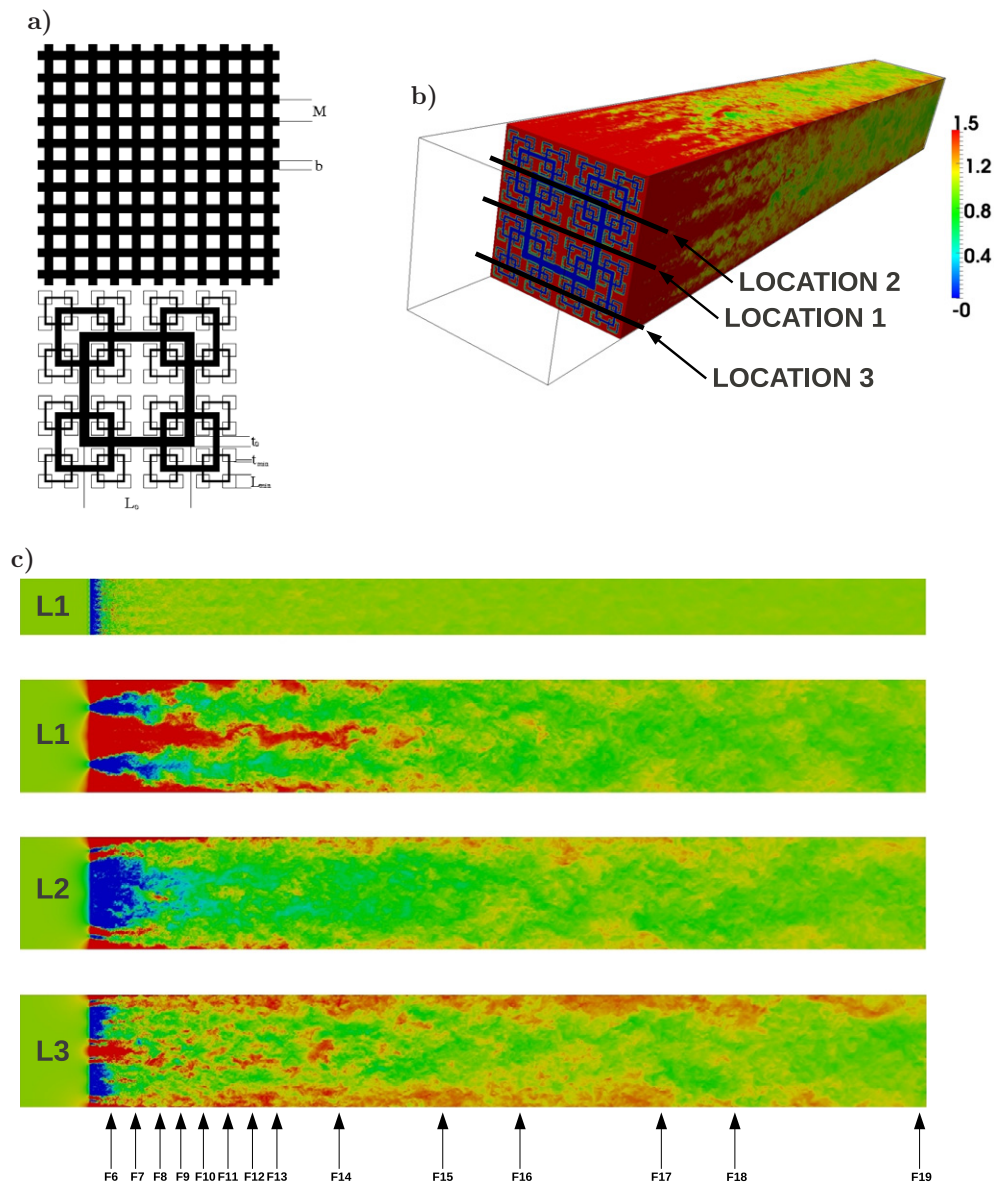 a)
M
b
t₀
tₘᵢₙ
Lₘᵢₙ
L₀
b)
1.5
1.2
0.8
0.4
-0
LOCATION 2
LOCATION 1
LOCATION 3
c)
L1
L1
L2
L3
F6 F7 F8 F9 F10 F11 F12 F13 F14 F15 F16 F17 F18 F19